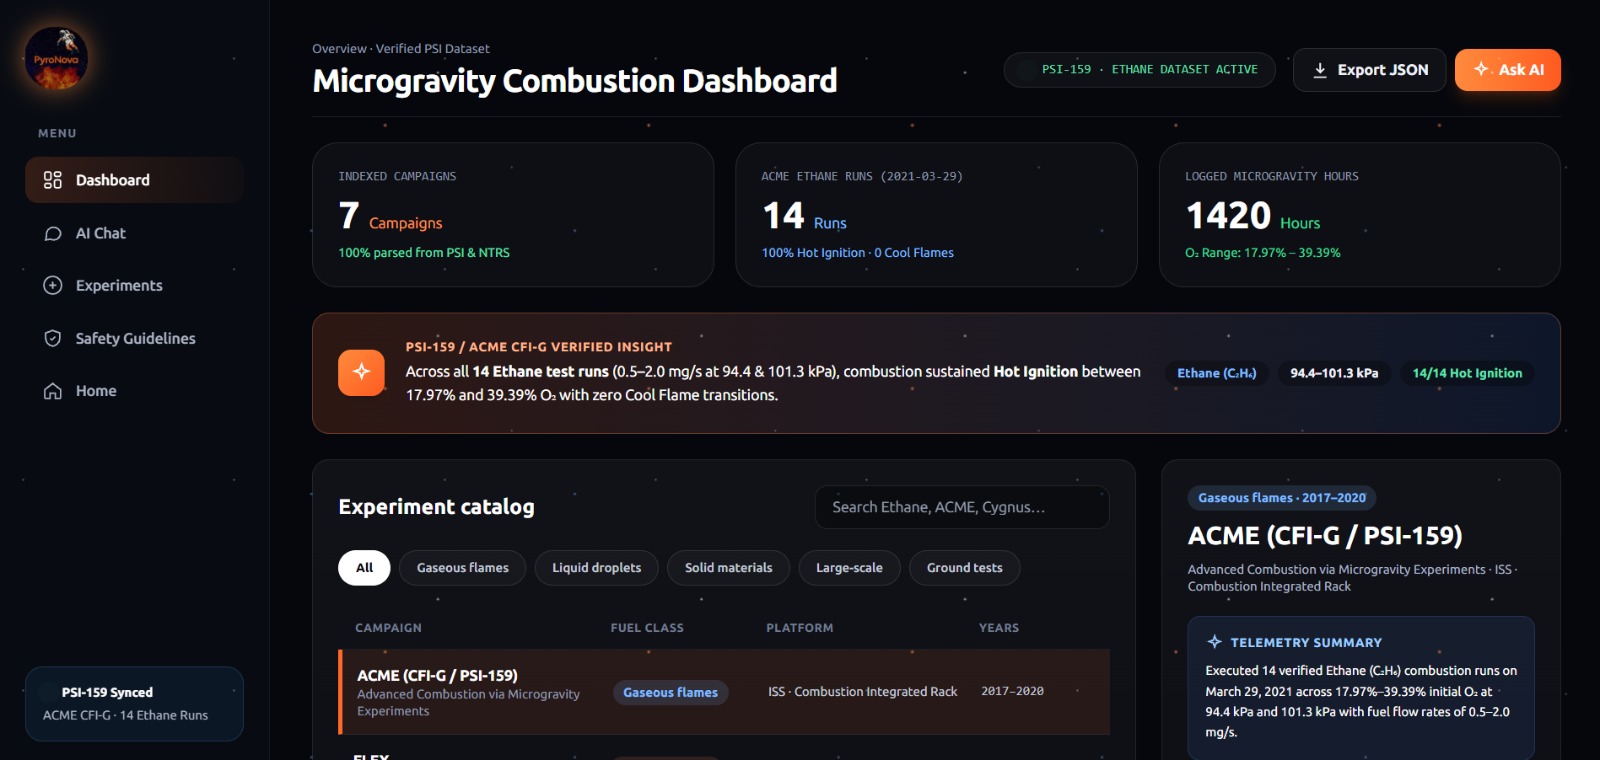 PyroNova
MENU
Dashboard
AI Chat
Experiments
Safety Guidelines
Home
PSI-159 Synced
ACME CFI-G · 14 Ethane Runs
Overview · Verified PSI Dataset
Microgravity Combustion Dashboard
PSI-159 · ETHANE DATASET ACTIVE
Export JSON
Ask AI
INDEXED CAMPAIGNS
7 Campaigns
100% parsed from PSI & NTRS
ACME ETHANE RUNS (2021-03-29)
14 Runs
100% Hot Ignition · 0 Cool Flames
LOGGED MICROGRAVITY HOURS
1420 Hours
O₂ Range: 17.97% – 39.39%
PSI-159 / ACME CFI-G VERIFIED INSIGHT
Across all 14 Ethane test runs (0.5–2.0 mg/s at 94.4 & 101.3 kPa), combustion sustained Hot Ignition between
17.97% and 39.39% O₂ with zero Cool Flame transitions.
Ethane (C₂H₆)
94.4–101.3 kPa
14/14 Hot Ignition
Experiment catalog
Search Ethane, ACME, Cygnus...
All
Gaseous flames
Liquid droplets
Solid materials
Large-scale
Ground tests
CAMPAIGN FUEL CLASS PLATFORM YEARS
ACME (CFI-G / PSI-159)
Advanced Combustion via Microgravity
Experiments
Gaseous flames
ISS · Combustion Integrated Rack
2017–2020
FLEX
Gaseous flames · 2017–2020
ACME (CFI-G / PSI-159)
Advanced Combustion via Microgravity Experiments · ISS ·
Combustion Integrated Rack
TELEMETRY SUMMARY
Executed 14 verified Ethane (C₂H₆) combustion runs on
March 29, 2021 across 17.97%–39.39% initial O₂ at
94.4 kPa and 101.3 kPa with fuel flow rates of 0.5–2.0
mg/s.